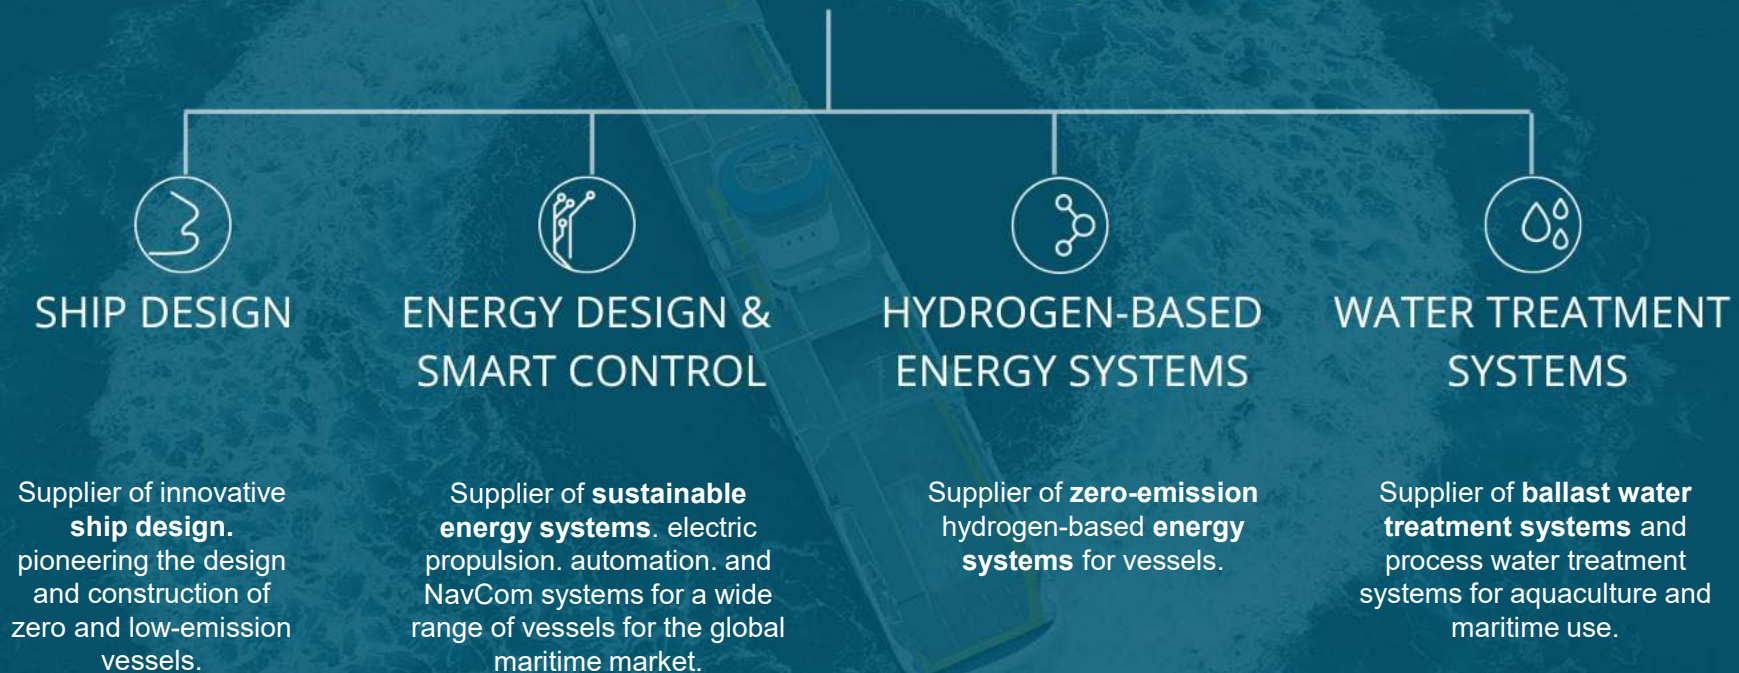 SHIP DESIGN
ENERGY DESIGN &
SMART CONTROL
HYDROGEN-BASED
ENERGY SYSTEMS
WATER TREATMENT
SYSTEMS
Supplier of innovative
ship design.
pioneering the design
and construction of
zero and low-emission
vessels.
Supplier of sustainable
energy systems. electric
propulsion. automation. and
NavCom systems for a wide
range of vessels for the global
maritime market.
Supplier of zero-emission
hydrogen-based energy
systems for vessels.
Supplier of ballast water
treatment systems and
process water treatment
systems for aquaculture and
maritime use.